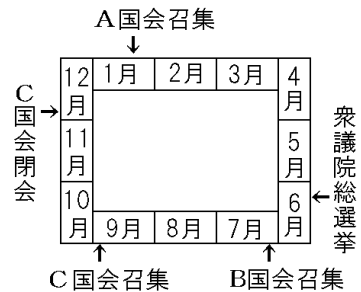 A国会召集
12月
1月
2月
3月
4月
C国会閉会
11月
5月
衆議院総選挙
10月
9月
8月
7月
6月
C国会召集
B国会召集